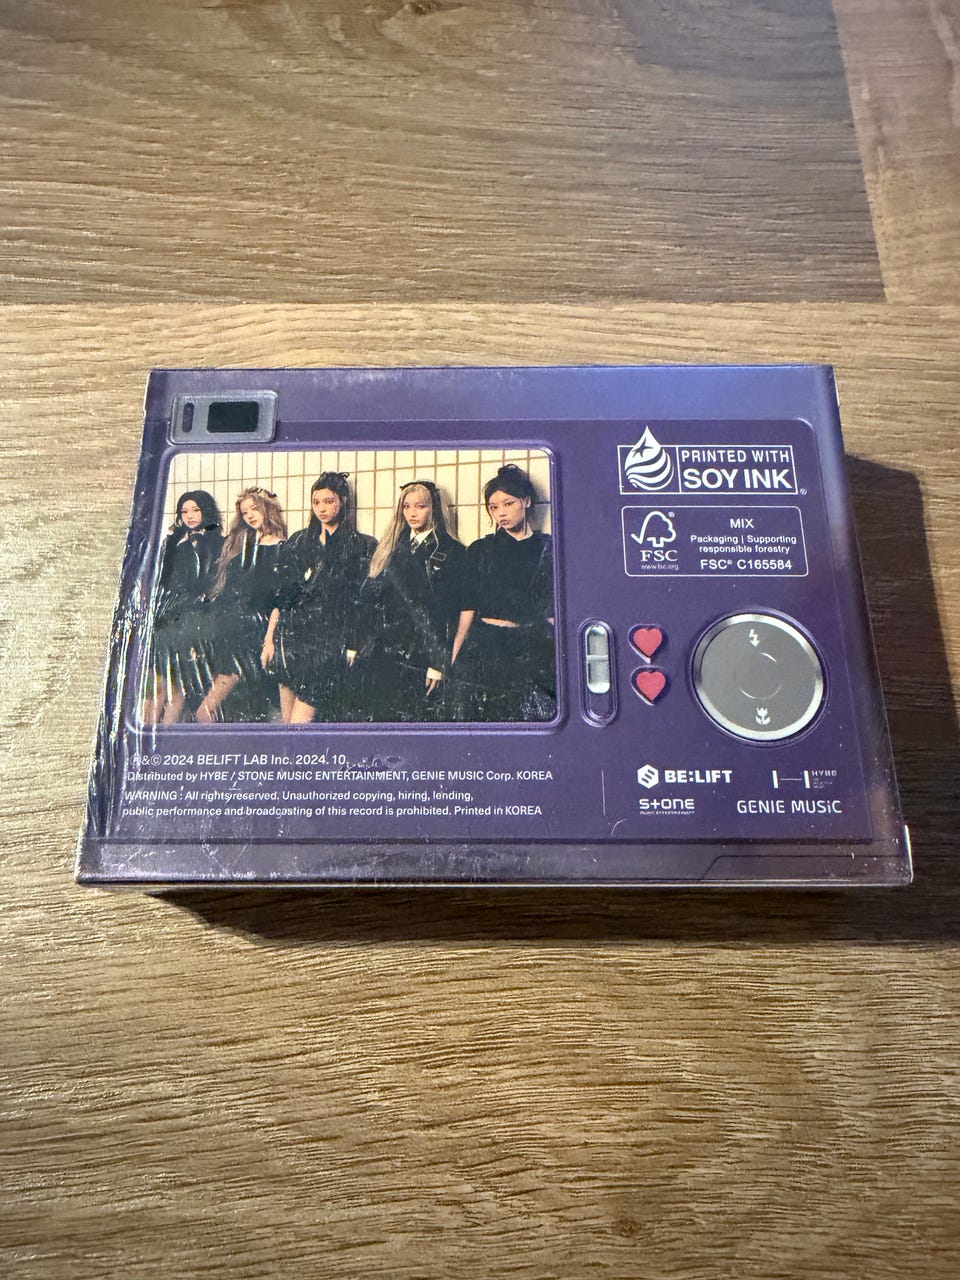 PRINTED WITH
SOY INK
®
®
FSC
www.fsc.org
MIX
Packaging | Supporting
responsible forestry
FSC® C165584
℗&© 2024 BELIFT LAB Inc. 2024. 10.
Distributed by HYBE / STONE MUSIC ENTERTAINMENT, GENIE MUSIC Corp. KOREA
WARNING : All rights reserved. Unauthorized copying, hiring, lending,
public performance and broadcasting of this record is prohibited. Printed in KOREA
BE:LIFT
HYBE
S+ONE
MUSIC ENTERTAINMENT
GENIE MUSiC